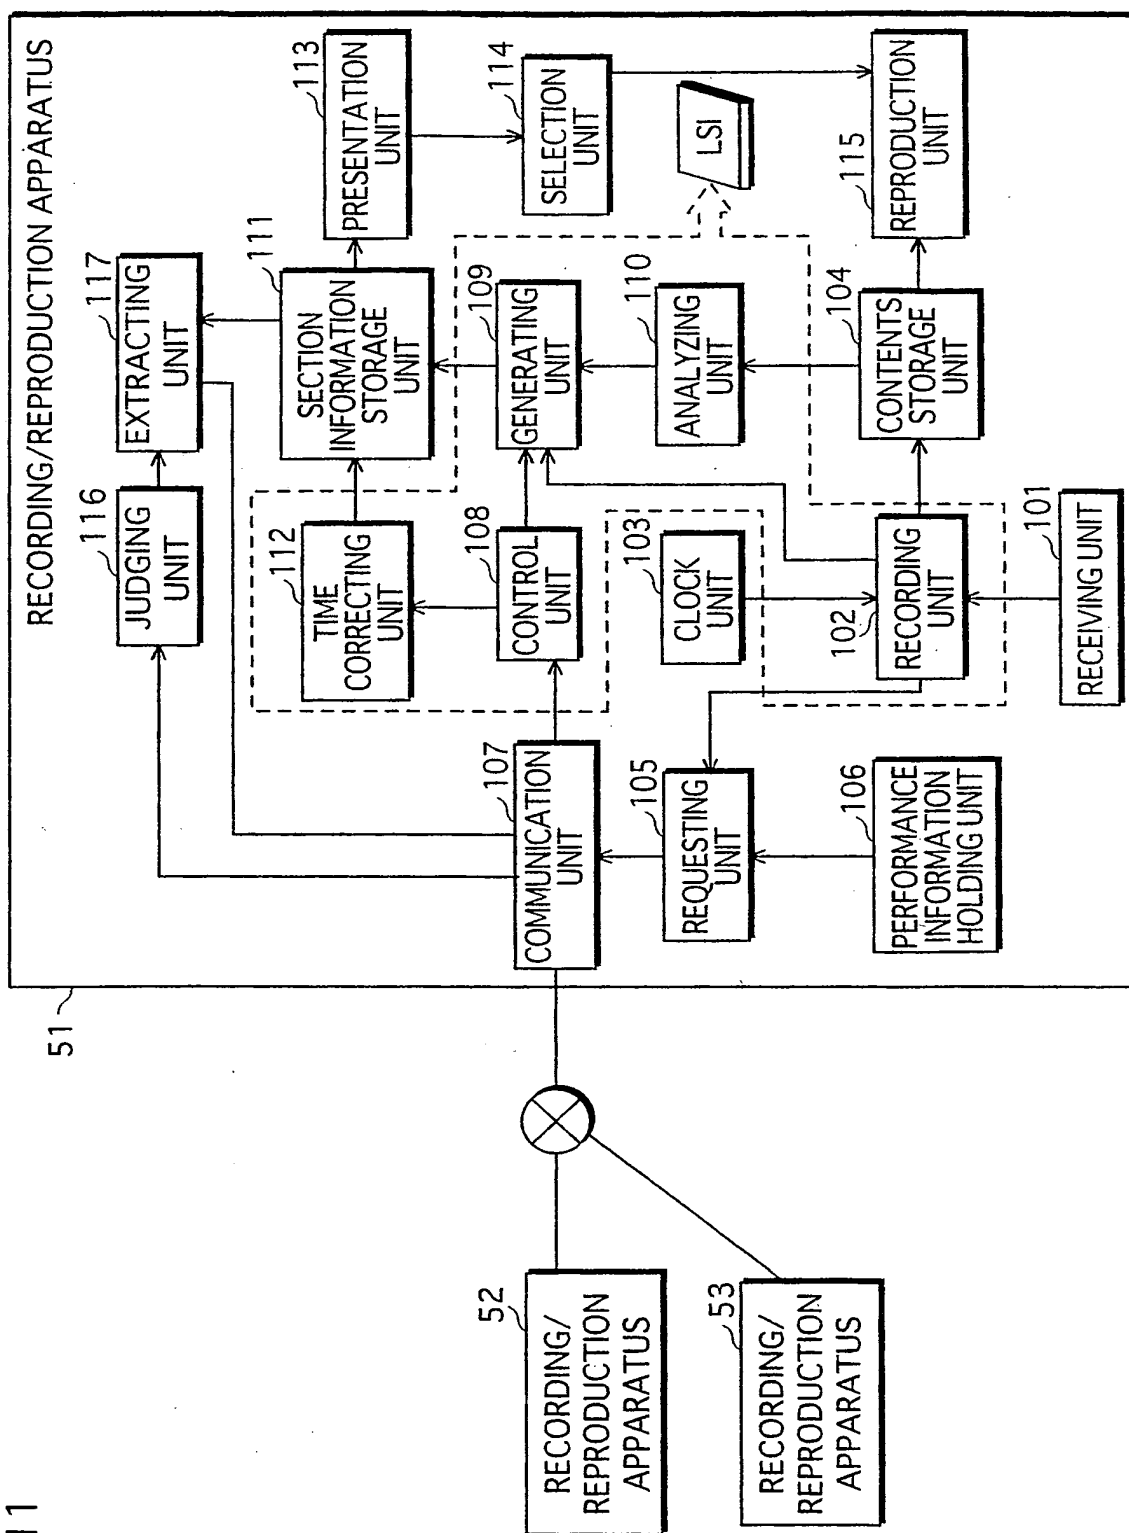 RECORDING/REPRODUCTION APPARATUS
51
116
JUDGING
UNIT
117
EXTRACTING
UNIT
112
TIME
CORRECTING
UNIT
111
SECTION
INFORMATION
STORAGE
UNIT
113
PRESENTATION
UNIT
107
COMMUNICATION
UNIT
108
CONTROL
UNIT
109
GENERATING
UNIT
114
SELECTION
UNIT
52
RECORDING/
REPRODUCTION
APPARATUS
105
REQUESTING
UNIT
103
CLOCK
UNIT
110
ANALYZING
UNIT
LSI
53
RECORDING/
REPRODUCTION
APPARATUS
106
PERFORMANCE
INFORMATION
HOLDING UNIT
102
RECORDING
UNIT
104
CONTENTS
STORAGE
UNIT
115
REPRODUCTION
UNIT
101
RECEIVING UNIT